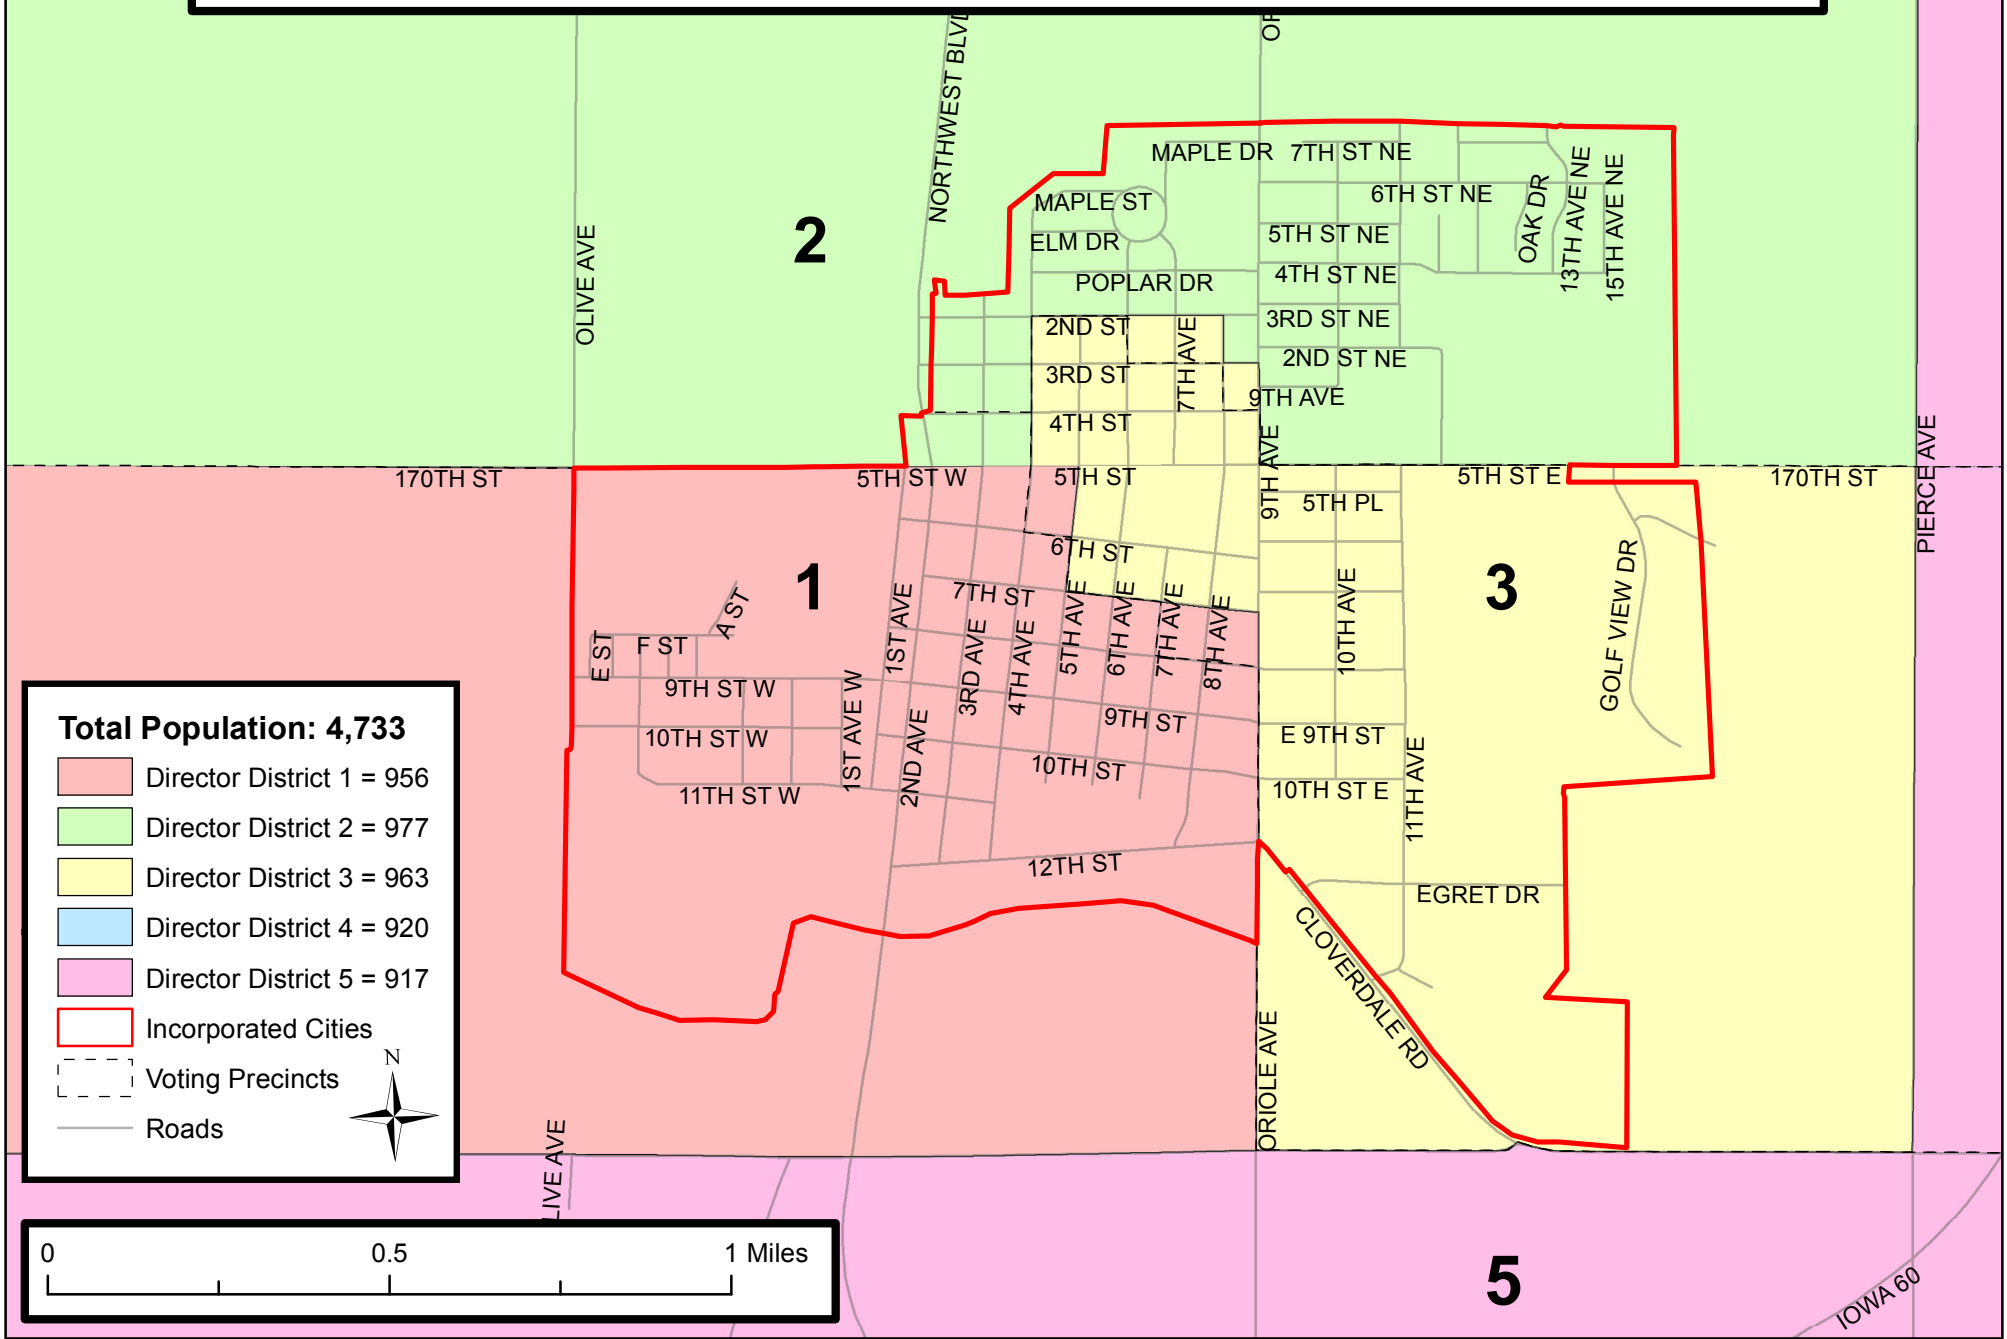 NORTHWEST BLVD
OR
MAPLE DR
7TH ST NE
MAPLE ST
6TH ST NE
OAK DR
13TH AVE NE
15TH AVE NE
2
OLIVE AVE
ELM DR
5TH ST NE
POPLAR DR
4TH ST NE
2ND ST
7TH AVE
3RD ST NE
3RD ST
2ND ST NE
9TH AVE
4TH ST
9TH AVE
PIERCE AVE
170TH ST
5TH ST W
5TH ST
5TH ST E
170TH ST
5TH PL
6TH ST
1
3
7TH ST
A ST
E ST
F ST
1ST AVE
3RD AVE
4TH AVE
5TH AVE
6TH AVE
7TH AVE
8TH AVE
10TH AVE
GOLF VIEW DR
9TH ST W
1ST AVE W
2ND AVE
9TH ST
E 9TH ST
10TH ST W
10TH ST
11TH AVE
11TH ST W
10TH ST E
12TH ST
EGRET DR
CLOVERDALE RD
ORIOLE AVE
Total Population: 4,733
Director District 1 = 956
Director District 2 = 977
Director District 3 = 963
Director District 4 = 920
Director District 5 = 917
Incorporated Cities
N
Voting Precincts
Roads
LIVE AVE
0 0.5 1 Miles
5
IOWA 60